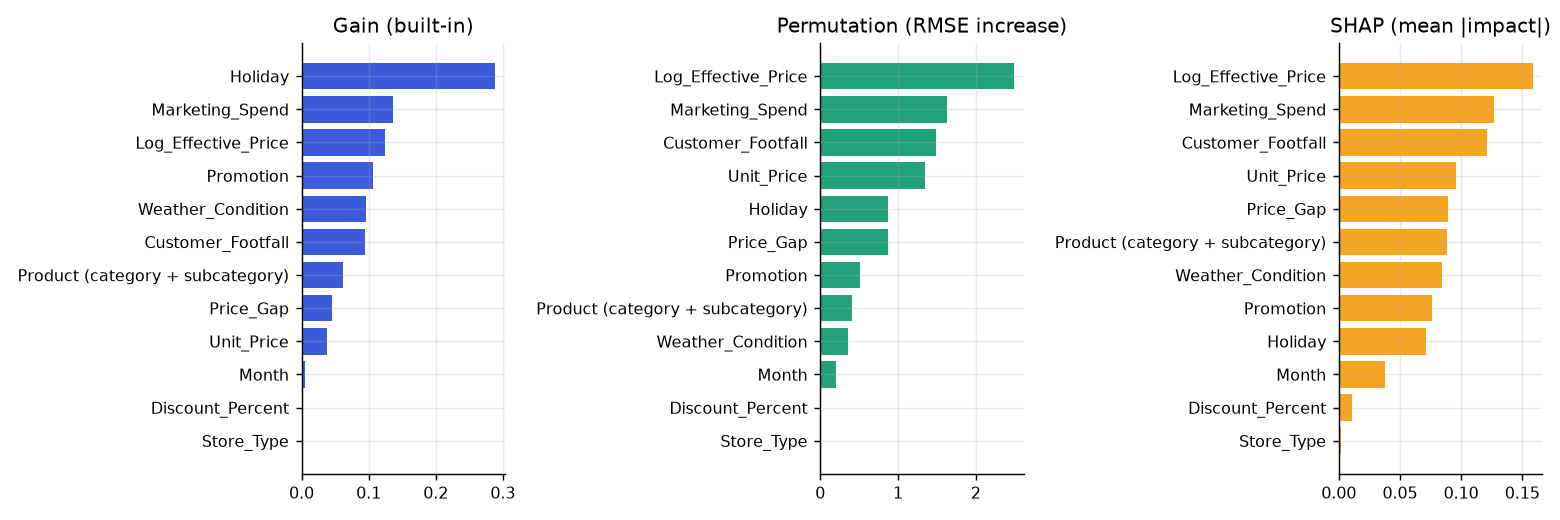 Gain (built-in)
Holiday
Marketing_Spend
Log_Effective_Price
Promotion
Weather_Condition
Customer_Footfall
Product (category + subcategory)
Price_Gap
Unit_Price
Month
Discount_Percent
Store_Type
0.0 0.1 0.2 0.3
Permutation (RMSE increase)
Log_Effective_Price
Marketing_Spend
Customer_Footfall
Unit_Price
Holiday
Price_Gap
Promotion
Product (category + subcategory)
Weather_Condition
Month
Discount_Percent
Store_Type
0 1 2
SHAP (mean |impact|)
Log_Effective_Price
Marketing_Spend
Customer_Footfall
Unit_Price
Price_Gap
Product (category + subcategory)
Weather_Condition
Promotion
Holiday
Month
Discount_Percent
Store_Type
0.00 0.05 0.10 0.15